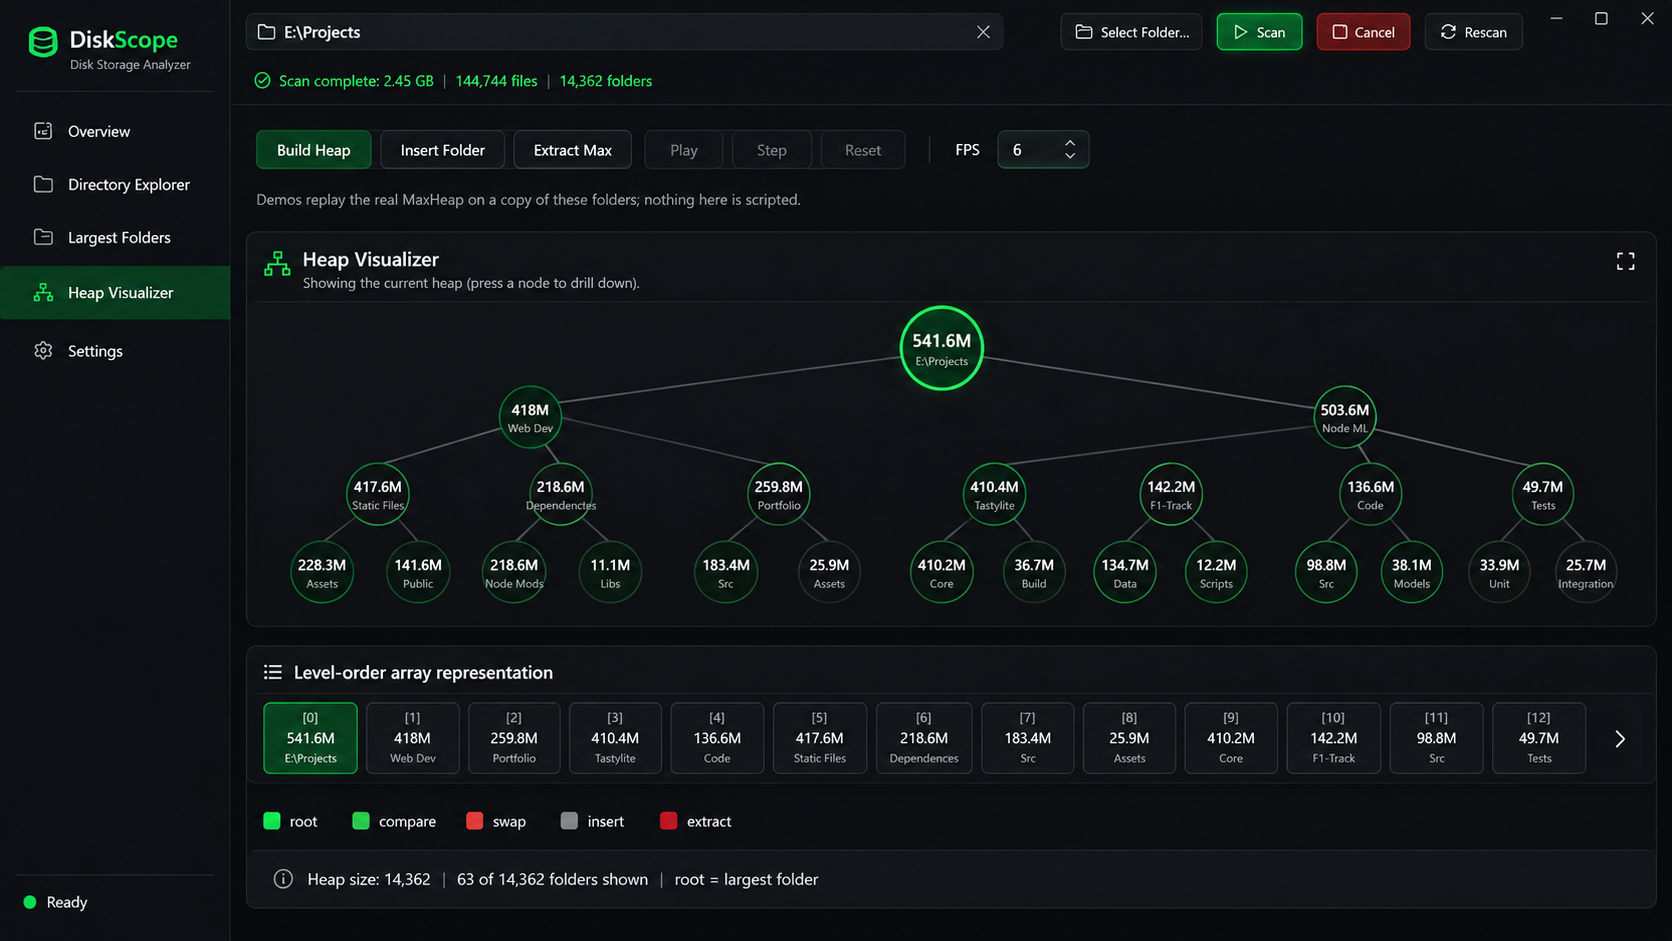 DiskScope
Disk Storage Analyzer
E:\Projects
Select Folder...
Scan
Cancel
Rescan
Scan complete: 2.45 GB | 144,744 files | 14,362 folders
Overview
Directory Explorer
Largest Folders
Heap Visualizer
Settings
Ready
Build Heap
Insert Folder
Extract Max
Play
Step
Reset
FPS
6
Demos replay the real MaxHeap on a copy of these folders; nothing here is scripted.
Heap Visualizer
Showing the current heap (press a node to drill down).
541.6M
E:\Projects
418M
Web Dev
503.6M
Node ML
417.6M
Static Files
218.6M
Dependencies
259.8M
Portfolio
410.4M
Tastylite
142.2M
F1-Track
136.6M
Code
49.7M
Tests
228.3M
Assets
141.6M
Public
218.6M
Node Mods
11.1M
Libs
183.4M
Src
25.9M
Assets
410.2M
Core
36.7M
Build
134.7M
Data
12.2M
Scripts
98.8M
Src
38.1M
Models
33.9M
Unit
25.7M
Integration
Level-order array representation
[0]
541.6M
E:\Projects
[1]
418M
Web Dev
[2]
259.8M
Portfolio
[3]
410.4M
Tastylite
[4]
136.6M
Code
[5]
417.6M
Static Files
[6]
218.6M
Dependences
[7]
183.4M
Src
[8]
25.9M
Assets
[9]
410.2M
Core
[10]
142.2M
F1-Track
[11]
98.8M
Src
[12]
49.7M
Tests
root
compare
swap
insert
extract
Heap size: 14,362 | 63 of 14,362 folders shown | root = largest folder